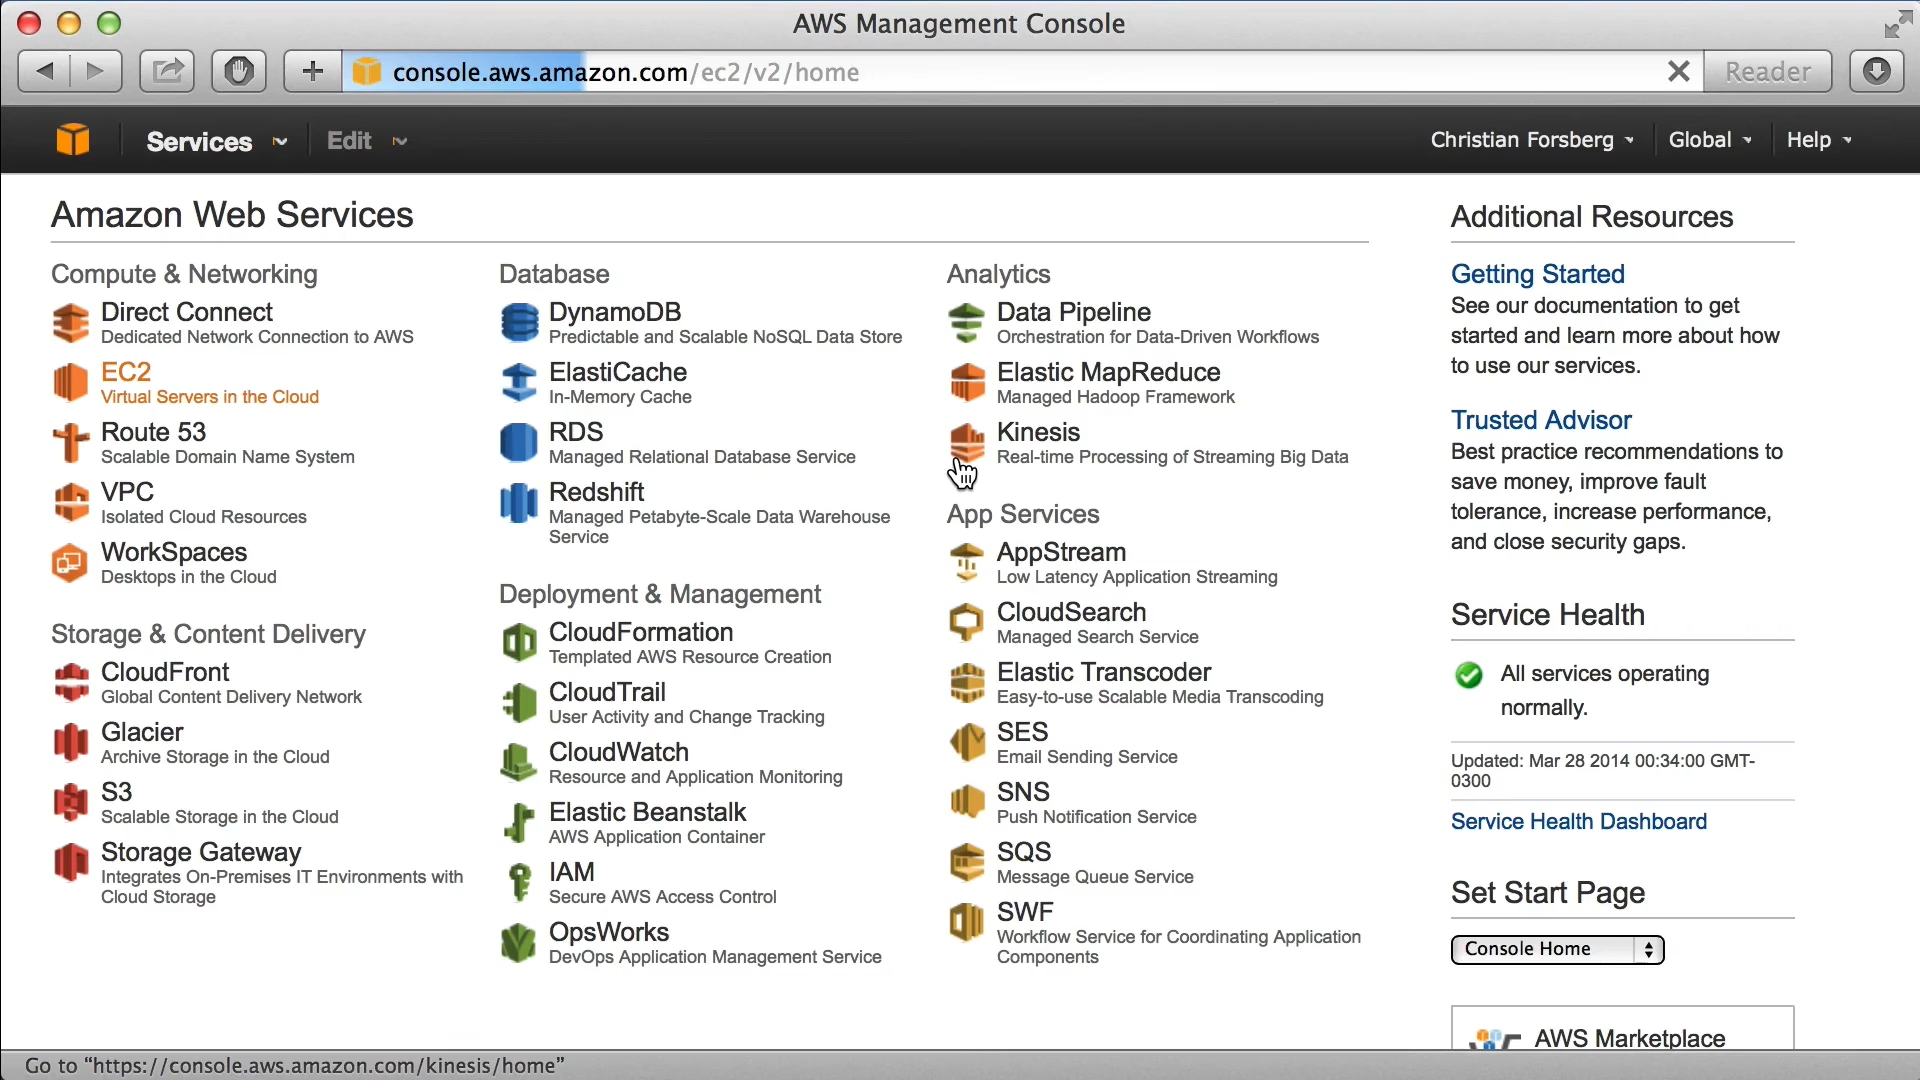 AWS Management Console
console.aws.amazon.com/ec2/v2/home
Reader
Services
Edit
Christian Forsberg
Global
Help
Amazon Web Services
Compute & Networking
Direct Connect
Dedicated Network Connection to AWS
EC2
Virtual Servers in the Cloud
Route 53
Scalable Domain Name System
VPC
Isolated Cloud Resources
WorkSpaces
Desktops in the Cloud
Storage & Content Delivery
CloudFront
Global Content Delivery Network
Glacier
Archive Storage in the Cloud
S3
Scalable Storage in the Cloud
Storage Gateway
Integrates On-Premises IT Environments with
Cloud Storage
Database
DynamoDB
Predictable and Scalable NoSQL Data Store
ElastiCache
In-Memory Cache
RDS
Managed Relational Database Service
Redshift
Managed Petabyte-Scale Data Warehouse
Service
Deployment & Management
CloudFormation
Templated AWS Resource Creation
CloudTrail
User Activity and Change Tracking
CloudWatch
Resource and Application Monitoring
Elastic Beanstalk
AWS Application Container
IAM
Secure AWS Access Control
OpsWorks
DevOps Application Management Service
Analytics
Data Pipeline
Orchestration for Data-Driven Workflows
Elastic MapReduce
Managed Hadoop Framework
Kinesis
Real-time Processing of Streaming Big Data
App Services
AppStream
Low Latency Application Streaming
CloudSearch
Managed Search Service
Elastic Transcoder
Easy-to-use Scalable Media Transcoding
SES
Email Sending Service
SNS
Push Notification Service
SQS
Message Queue Service
SWF
Workflow Service for Coordinating Application
Components
Additional Resources
Getting Started
See our documentation to get
started and learn more about how
to use our services.
Trusted Advisor
Best practice recommendations to
save money, improve fault
tolerance, increase performance,
and close security gaps.
Service Health
All services operating
normally.
Updated: Mar 28 2014 00:34:00 GMT-
0300
Service Health Dashboard
Set Start Page
Console Home
AWS Marketplace
Go to “https://console.aws.amazon.com/kinesis/home”